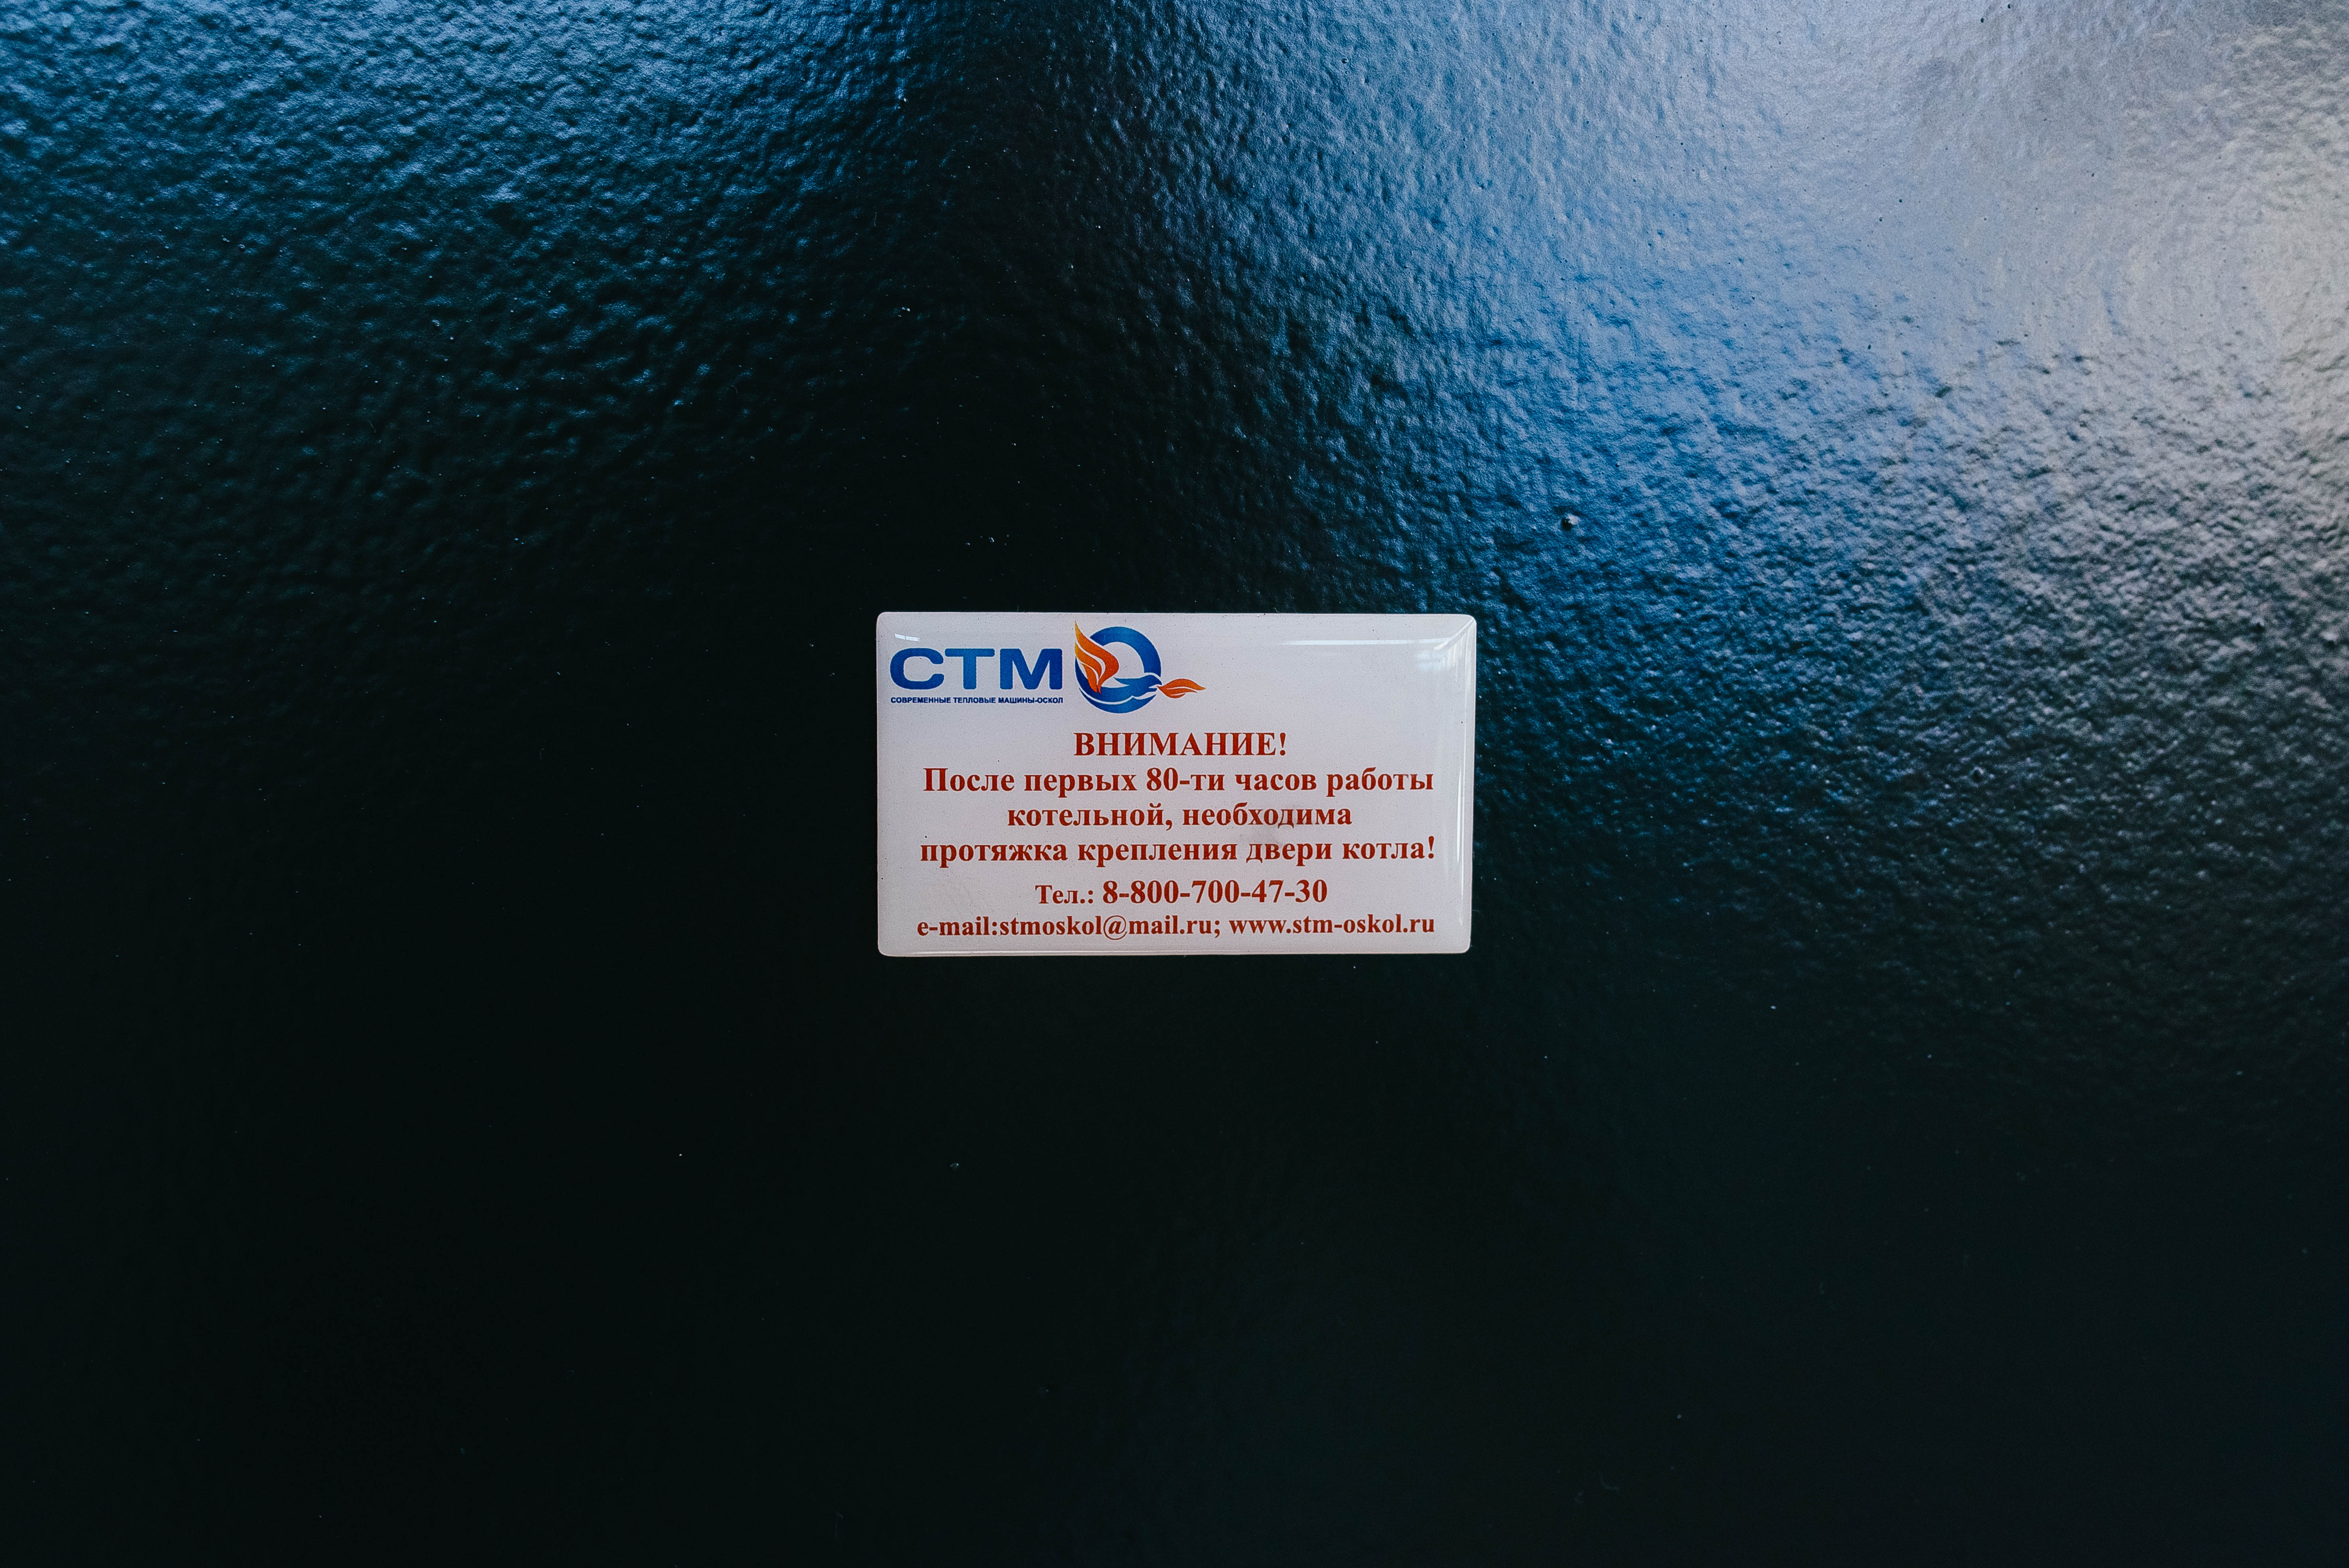 СТМ
СОВРЕМЕННЫЕ ТЕПЛОВЫЕ МАШИНЫ-ОСКОЛ
ВНИМАНИЕ!
После первых 80-ти часов работы
котельной, необходима
протяжка крепления двери котла!
Тел.: 8-800-700-47-30
e-mail:stmoskol@mail.ru; www.stm-oskol.ru